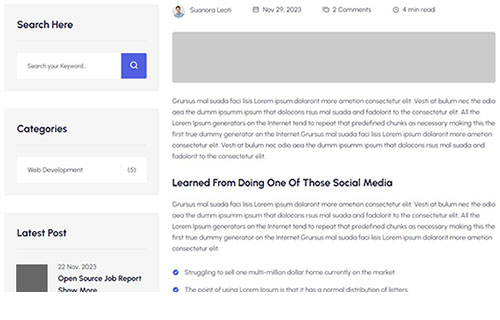 Search Here
Search your Keyword...
Categories
Web Development (5)
Latest Post
22 Nov, 2023
Open Source Job Report
Show More
Suanora Leoti Nov 29, 2023 2 Comments 4 min read
Grursus mal suada faci lisis Lorem ipsum dolarorit more ametion consectetur elit. Vesti at bulum nec the odio
aea the dumm ipsumm ipsum that dolocons rsus mal suada and fadolorit to the consectetur elit. All the
Lorem Ipsum generators on the Internet tend to repeat that predefined chunks as necessary making this the
first true dummy generator on the Internet Grursus mal suada faci lisis Lorem ipsum dolarorit ametion
consectetur elit. Vesti at bulum nec odio aea the dumm ipsumm ipsum that dolocons rsus mal suada and
fadolorit to the consectetur elit.
Learned From Doing One Of Those Social Media
Grursus mal suada faci lisis Lorem ipsum dolarorit more ametion consectetur elit. Vesti at bulum nec the odio
aea the dumm ipsumm ipsum that dolocons rsus mal suada and fadolorit to the consectetur elit. All the
Lorem Ipsum generators on the Internet tend to repeat that predefined chunks as necessary making this the
first true dummy generator on the Internet.Grursus mal suada faci lisis Lorem ipsum dolarorit more ametion
consectetur elit.
Struggling to sell one multi-million dollar home currently on the market
The point of using Lorem Ipsum is that it has a normal distribution of letters.